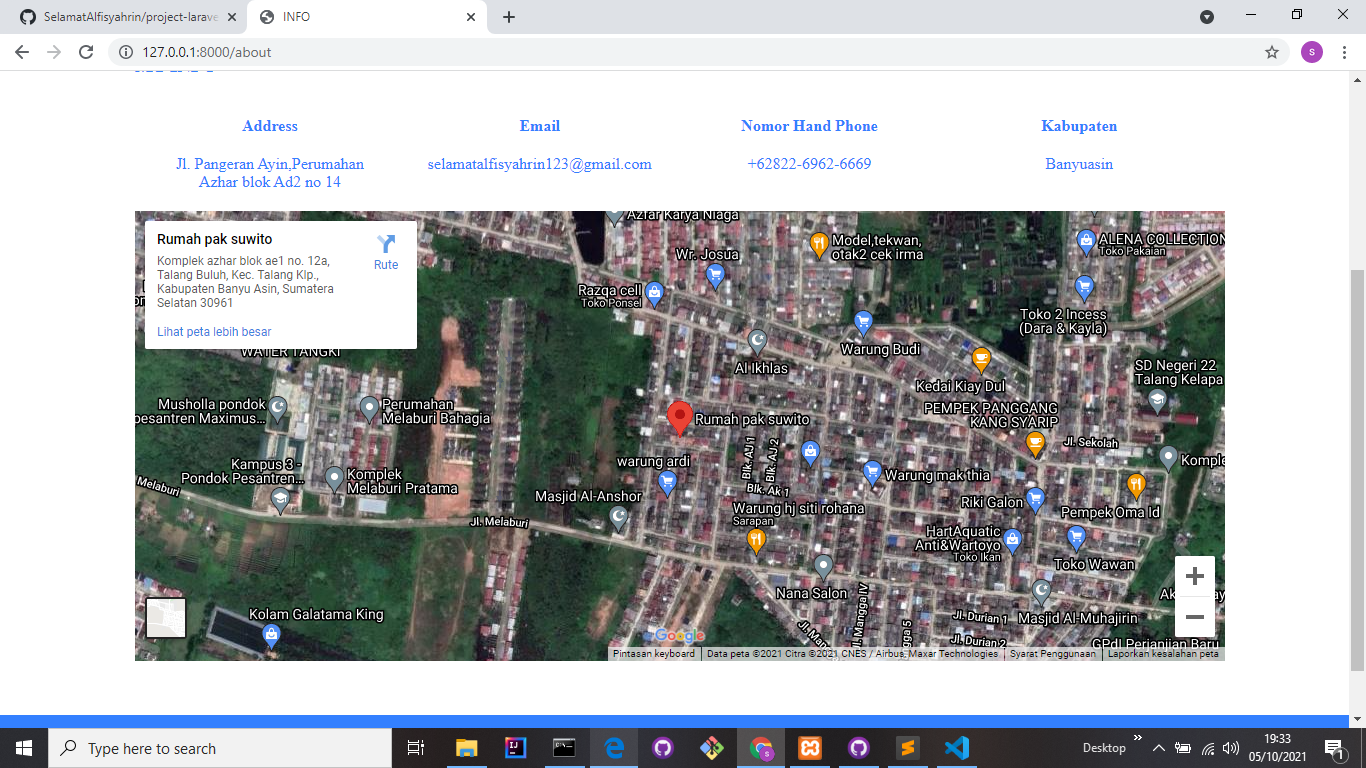 SelamatAlfisyahrin/project-larave
INFO
127.0.0.1:8000/about
Address
Email
Nomor Hand Phone
Kabupaten
Jl. Pangeran Ayin,Perumahan
Azhar blok Ad2 no 14
selamatalfisyahrin123@gmail.com
+62822-6962-6669
Banyuasin
Rumah pak suwito
Komplek azhar blok ae1 no. 12a,
Talang Buluh, Kec. Talang Klp.,
Kabupaten Banyu Asin, Sumatera
Selatan 30961
Rute
Lihat peta lebih besar
Azfar Karya Niaga
Wr. Josua
Model,tekwan,
otak2 cek irma
ALENA COLLECTION
Toko Pakaian
Razqa cell
Toko Ponsel
Toko 2 Incess
(Dara & Kayla)
Warung Budi
WATER TANGKI
Al Ikhlas
Kedai Kiay Dul
SD Negeri 22
Talang Kelapa
Musholla pondok
pesantren Maximus...
Perumahan
Melaburi Bahagia
Rumah pak suwito
PEMPEK PANGGANG
KANG SYARIP
Jl. Sekolah
Blk. AJ 1
Blk. AJ 2
Kampus 3 -
Pondok Pesantren...
Komplek
Melaburi Pratama
warung ardi
Warung mak thia
Komple
Melaburi
Blk. Ak 1
Masjid Al-Anshor
Warung hj siti rohana
Sarapan
Riki Galon
Pempek Oma Id
Jl. Melaburi
HartAquatic
Anti&Wartoyo
Toko Ikan
Toko Wawan
Nana Salon
Jl. Manggal IV
Kolam Galatama King
Jl. Durian 1
Masjid Al-Muhajirin
Jl. Durian 2
GPdI Perjanjian Baru
Google
Pintasan keyboard
Data peta ©2021 Citra ©2021 CNES / Airbus, Maxar Technologies
Syarat Penggunaan
Laporkan kesalahan peta
Type here to search
Desktop
19:33
05/10/2021
1